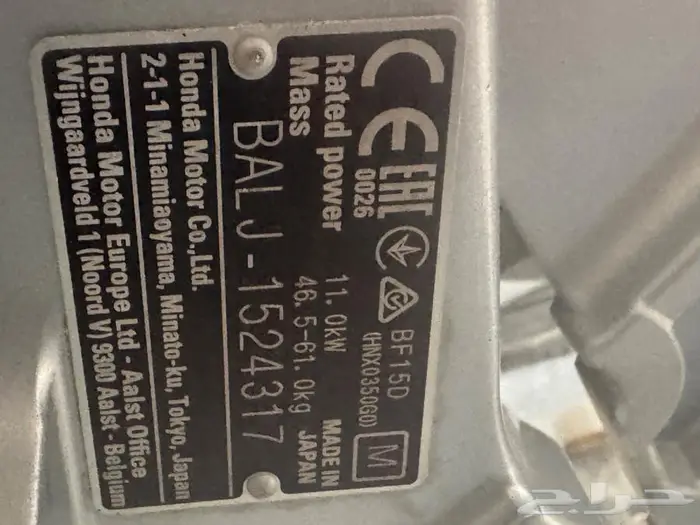 CE EAC BF15D
0026 (HNX0350G0) M
Rated power 11.0kW MADE IN
Mass 46.5-61.0kg JAPAN
BALJ-1524317
Honda Motor Co.,Ltd.
2-1-1 Minamiaoyama, Minato-ku, Tokyo, Japan
Honda Motor Europe Ltd - Aalst Office
Wijngaardveld 1 (Noord V) 9300 Aalst - Belgium
حراج